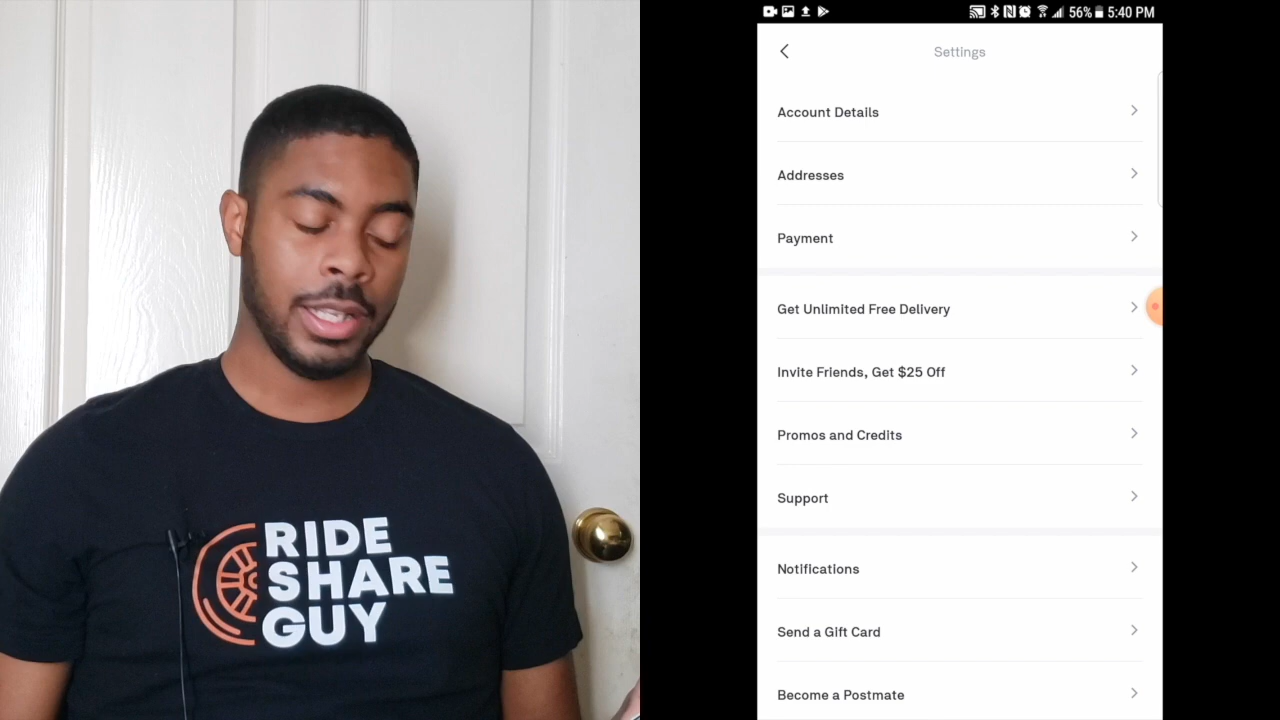 RIDE
SHARE
GUY
56% 5:40 PM
Settings
Account Details
Addresses
Payment
Get Unlimited Free Delivery
Invite Friends, Get $25 Off
Promos and Credits
Support
Notifications
Send a Gift Card
Become a Postmate